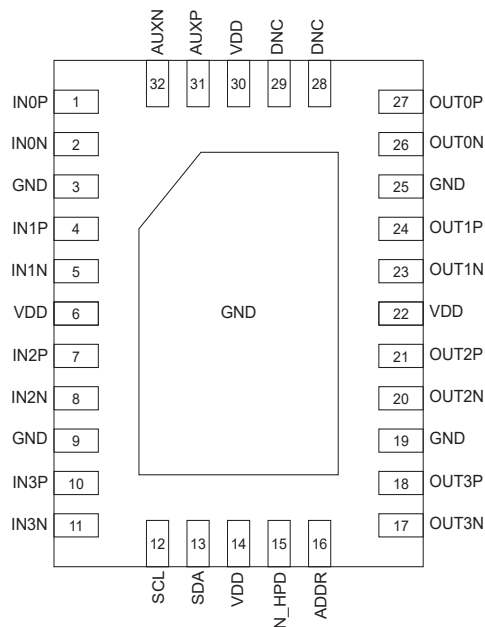 AUXN AUXP VDD DNC DNC
32 31 30 29 28
IN0P 1 27 OUT0P
IN0N 2 26 OUT0N
GND 3 25 GND
IN1P 4 24 OUT1P
IN1N 5 23 OUT1N
VDD 6 GND 22 VDD
IN2P 7 21 OUT2P
IN2N 8 20 OUT2N
GND 9 19 GND
IN3P 10 18 OUT3P
IN3N 11 17 OUT3N
12 13 14 15 16
SCL SDA VDD N_HPD ADDR